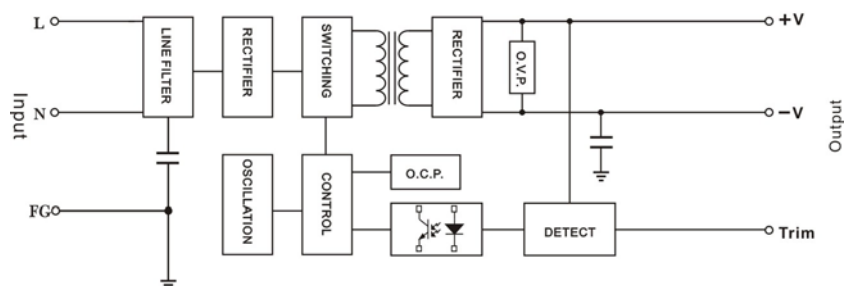 L
N
FG
Input
LINE FILTER
RECTIFIER
SWITCHING
RECTIFIER
O.V.P.
+V
−V
Output
OSCILLATION
CONTROL
O.C.P.
DETECT
Trim